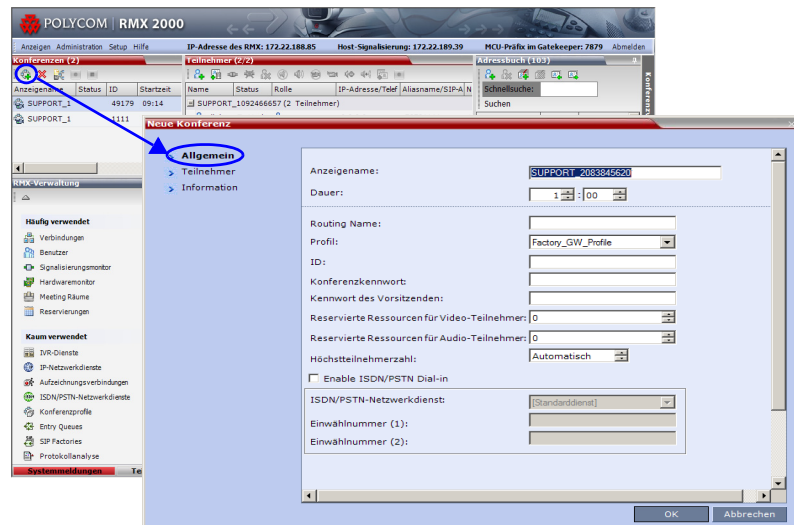 POLYCOM | RMX 2000
Anzeigen Administration Setup Hilfe IP-Adresse des RMX: 172.22.188.85 Host-Signalisierung: 172.22.189.39 MCU-Präfix im Gatekeeper: 7879 Abmelden
Konferenzen (2) Teilnehmer (2/2) Adressbuch (103)
Anzeigename Status ID Startzeit Name Status Rolle IP-Adresse/Telef Aliasname/SIP-A N Schnellsuche:
SUPPORT_1 49179 09:14 SUPPORT_1092466657 (2 Teilnehmer) Suchen
SUPPORT_1 1111
Neue Konferenz
Allgemein
Teilnehmer
Information
Anzeigename: SUPPORT_2083845620
Dauer: 1 : 00
Routing Name:
Profil: Factory_GW_Profile
ID:
Konferenzkennwort:
Kennwort des Vorsitzenden:
Reservierte Ressourcen für Video-Teilnehmer: 0
Reservierte Ressourcen für Audio-Teilnehmer: 0
Höchstteilnehmerzahl: Automatisch
Enable ISDN/PSTN Dial-in
ISDN/PSTN-Netzwerkdienst: [Standarddienst]
Einwählnummer (1):
Einwählnummer (2):
OK Abbrechen
RMX-Verwaltung
Häufig verwendet
Verbindungen
Benutzer
Signalisierungsmonitor
Hardwaremonitor
Meeting Räume
Reservierungen
Kaum verwendet
IVR-Dienste
IP-Netzwerkdienste
Aufzeichnungsverbindungen
ISDN/PSTN-Netzwerkdienste
Konferenzprofile
Entry Queues
SIP Factories
Protokollanalyse
Systemmeldungen Te